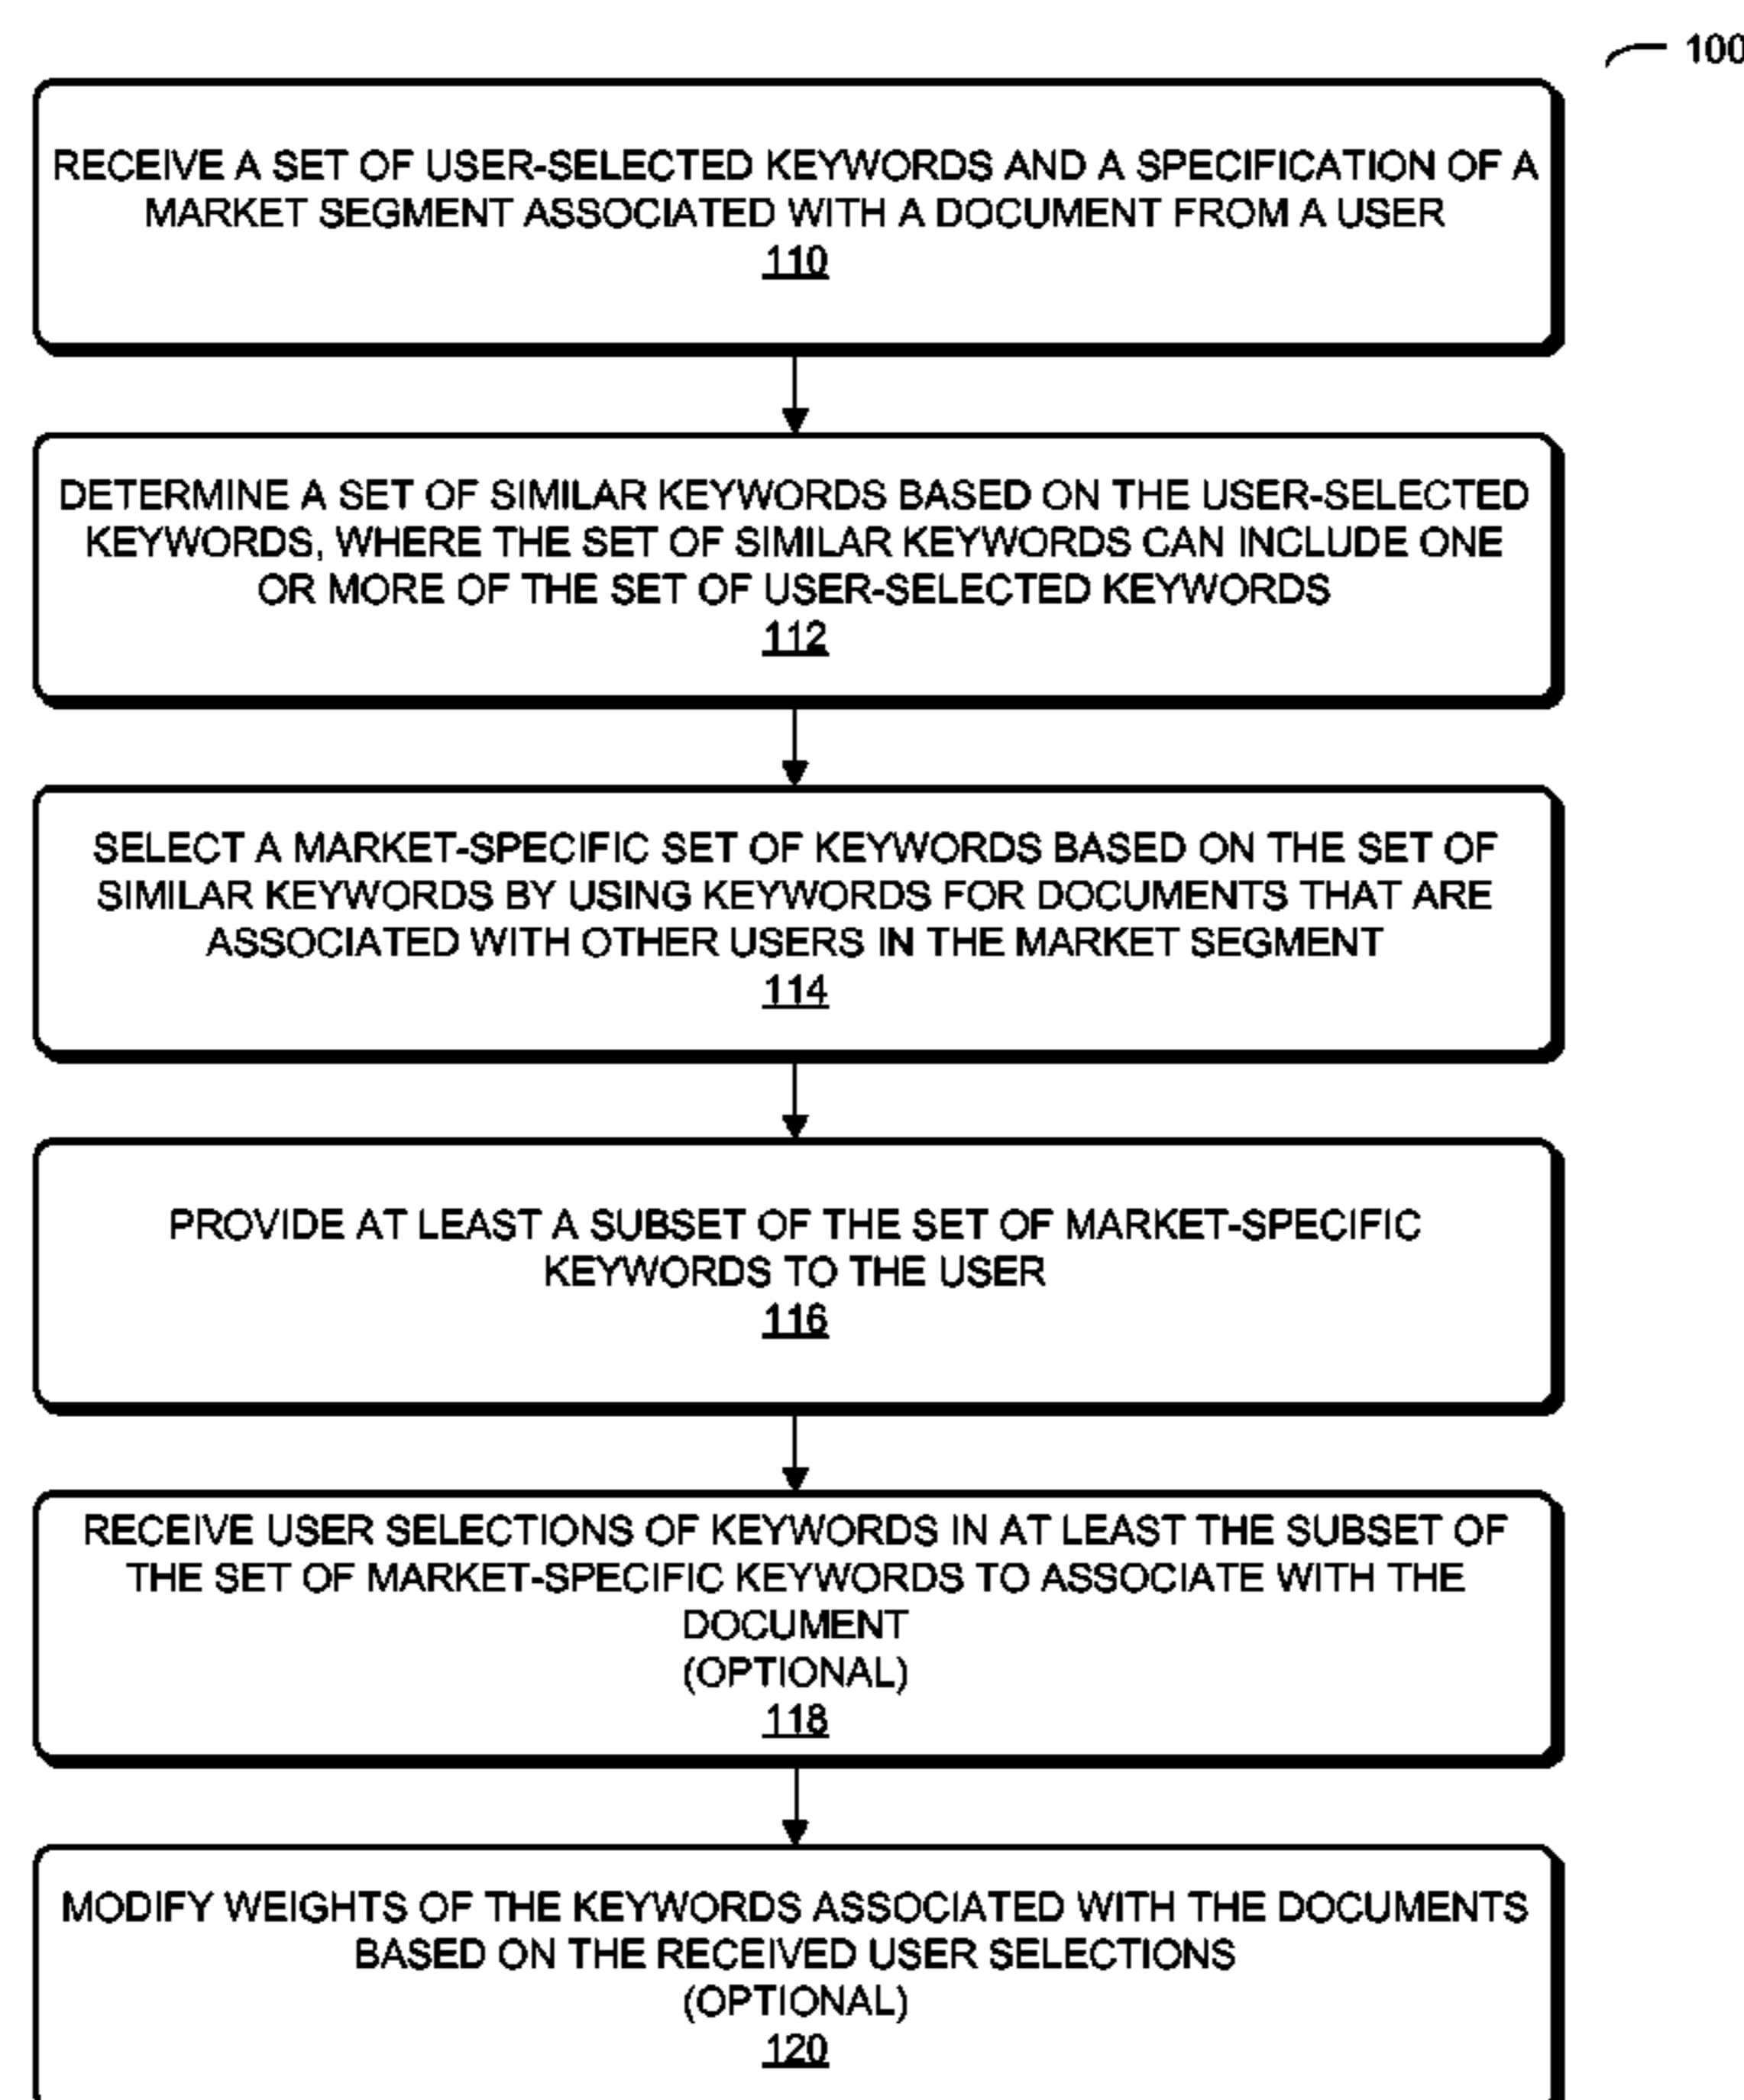 100
RECEIVE A SET OF USER-SELECTED KEYWORDS AND A SPECIFICATION OF A
MARKET SEGMENT ASSOCIATED WITH A DOCUMENT FROM A USER
110
DETERMINE A SET OF SIMILAR KEYWORDS BASED ON THE USER-SELECTED
KEYWORDS, WHERE THE SET OF SIMILAR KEYWORDS CAN INCLUDE ONE
OR MORE OF THE SET OF USER-SELECTED KEYWORDS
112
SELECT A MARKET-SPECIFIC SET OF KEYWORDS BASED ON THE SET OF
SIMILAR KEYWORDS BY USING KEYWORDS FOR DOCUMENTS THAT ARE
ASSOCIATED WITH OTHER USERS IN THE MARKET SEGMENT
114
PROVIDE AT LEAST A SUBSET OF THE SET OF MARKET-SPECIFIC
KEYWORDS TO THE USER
116
RECEIVE USER SELECTIONS OF KEYWORDS IN AT LEAST THE SUBSET OF
THE SET OF MARKET-SPECIFIC KEYWORDS TO ASSOCIATE WITH THE
DOCUMENT
(OPTIONAL)
118
MODIFY WEIGHTS OF THE KEYWORDS ASSOCIATED WITH THE DOCUMENTS
BASED ON THE RECEIVED USER SELECTIONS
(OPTIONAL)
120